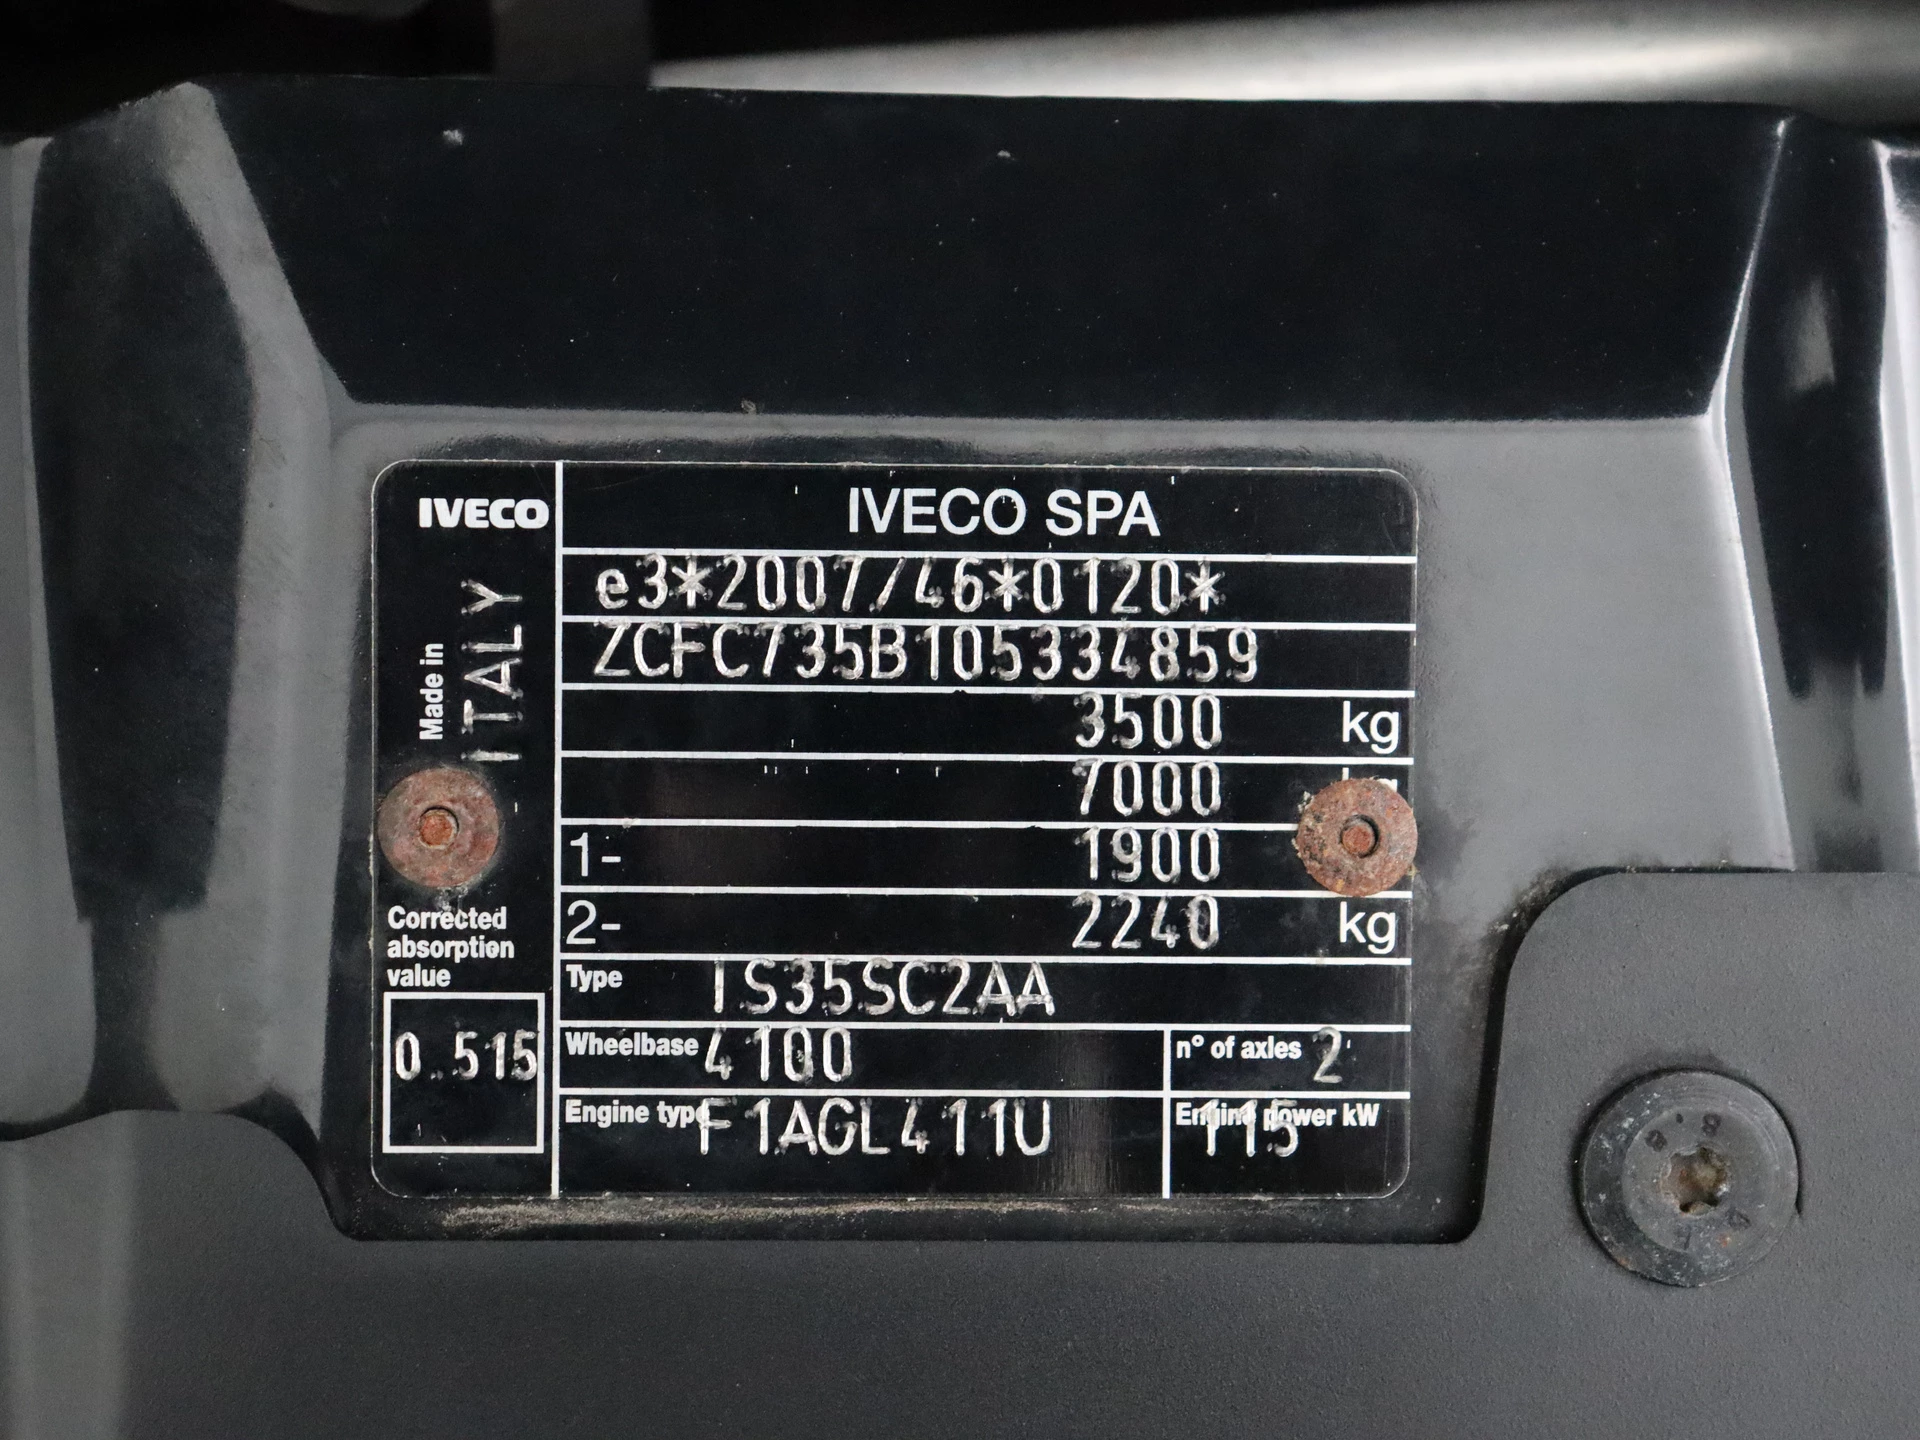 IVECO
IVECO SPA
Made in
ITALY
e3*2007/46*0120*
ZCFC735B105334859
3500 kg
7000
1- 1900
2- 2240 kg
Corrected
absorption
value
0.515
Type IS35SC2AA
Wheelbase 4100
n° of axles 2
Engine type F1AGL411U
Engine power kW
115
8.8